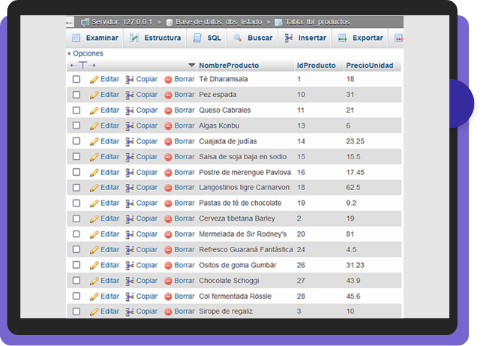 Servidor: 127.0.0.1 » Base de datos: dbs_listado » Tabla: tbl_productos
Examinar Estructura SQL Buscar Insertar Exportar
+ Opciones
NombreProducto IdProducto PrecioUnidad
Editar Copiar Borrar Té Dharamsala 1 18
Editar Copiar Borrar Pez espada 10 31
Editar Copiar Borrar Queso Cabrales 11 21
Editar Copiar Borrar Algas Konbu 13 6
Editar Copiar Borrar Cuajada de judías 14 23.25
Editar Copiar Borrar Salsa de soja baja en sodio 15 15.5
Editar Copiar Borrar Postre de merengue Pavlova 16 17.45
Editar Copiar Borrar Langostinos tigre Carnarvon 18 62.5
Editar Copiar Borrar Pastas de té de chocolate 19 9.2
Editar Copiar Borrar Cerveza tibetana Barley 2 19
Editar Copiar Borrar Mermelada de Sir Rodney's 20 81
Editar Copiar Borrar Refresco Guaraná Fantástica 24 4.5
Editar Copiar Borrar Ositos de goma Gumbär 26 31.23
Editar Copiar Borrar Chocolate Schoggi 27 43.9
Editar Copiar Borrar Col fermentada Rössle 28 45.6
Editar Copiar Borrar Sirope de regaliz 3 10